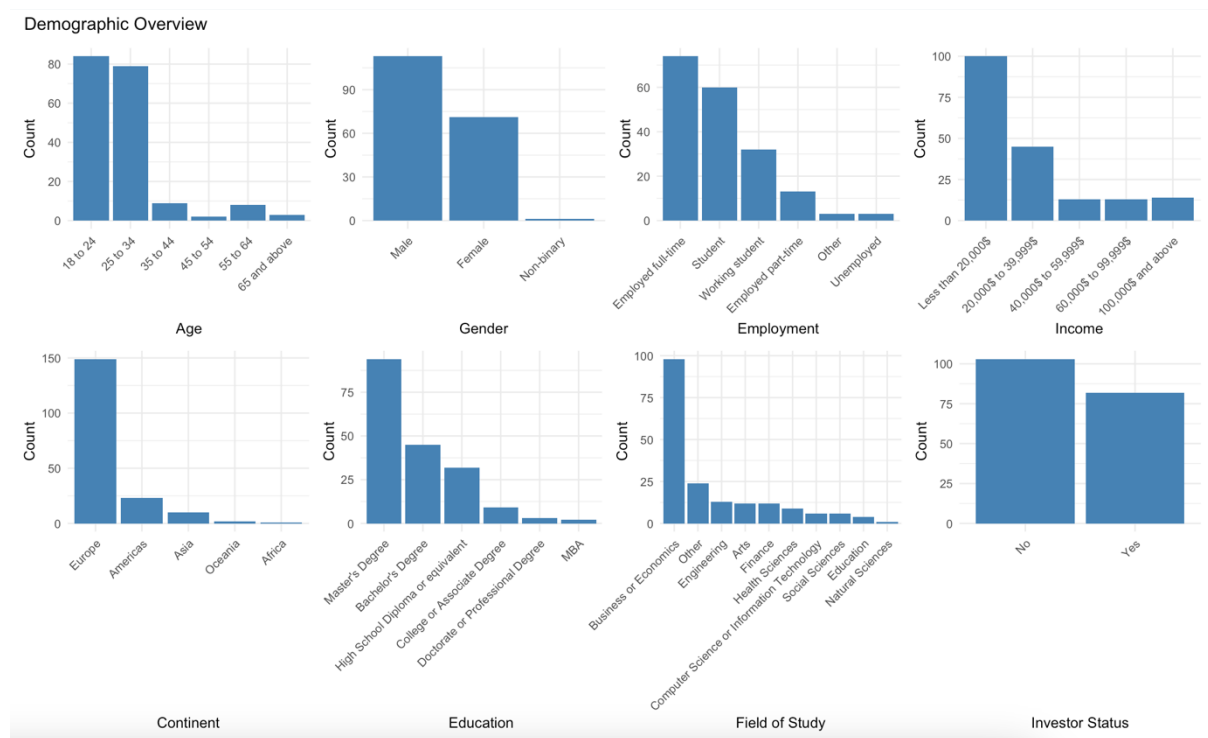 Demographic Overview
Count
80
60
40
20
0
18 to 24
25 to 34
35 to 44
45 to 54
55 to 64
65 and above
Age
Count
90
60
30
0
Male
Female
Non-binary
Gender
Count
60
40
20
0
Employed full-time
Student
Working student
Employed part-time
Other
Unemployed
Employment
Count
100
75
50
25
0
Less than 20,000$
20,000$ to 39,999$
40,000$ to 59,999$
60,000$ to 99,999$
100,000$ and above
Income
Count
150
100
50
0
Europe
Americas
Asia
Oceania
Africa
Continent
Count
75
50
25
0
Master's Degree
Bachelor's Degree
High School Diploma or equivalent
College or Associate Degree
Doctorate or Professional Degree
MBA
Education
Count
100
75
50
25
0
Business or Economics
Other
Engineering
Arts
Finance
Health Sciences
Computer Science or Information Technology
Social Sciences
Education
Natural Sciences
Field of Study
Count
100
75
50
25
0
No
Yes
Investor Status